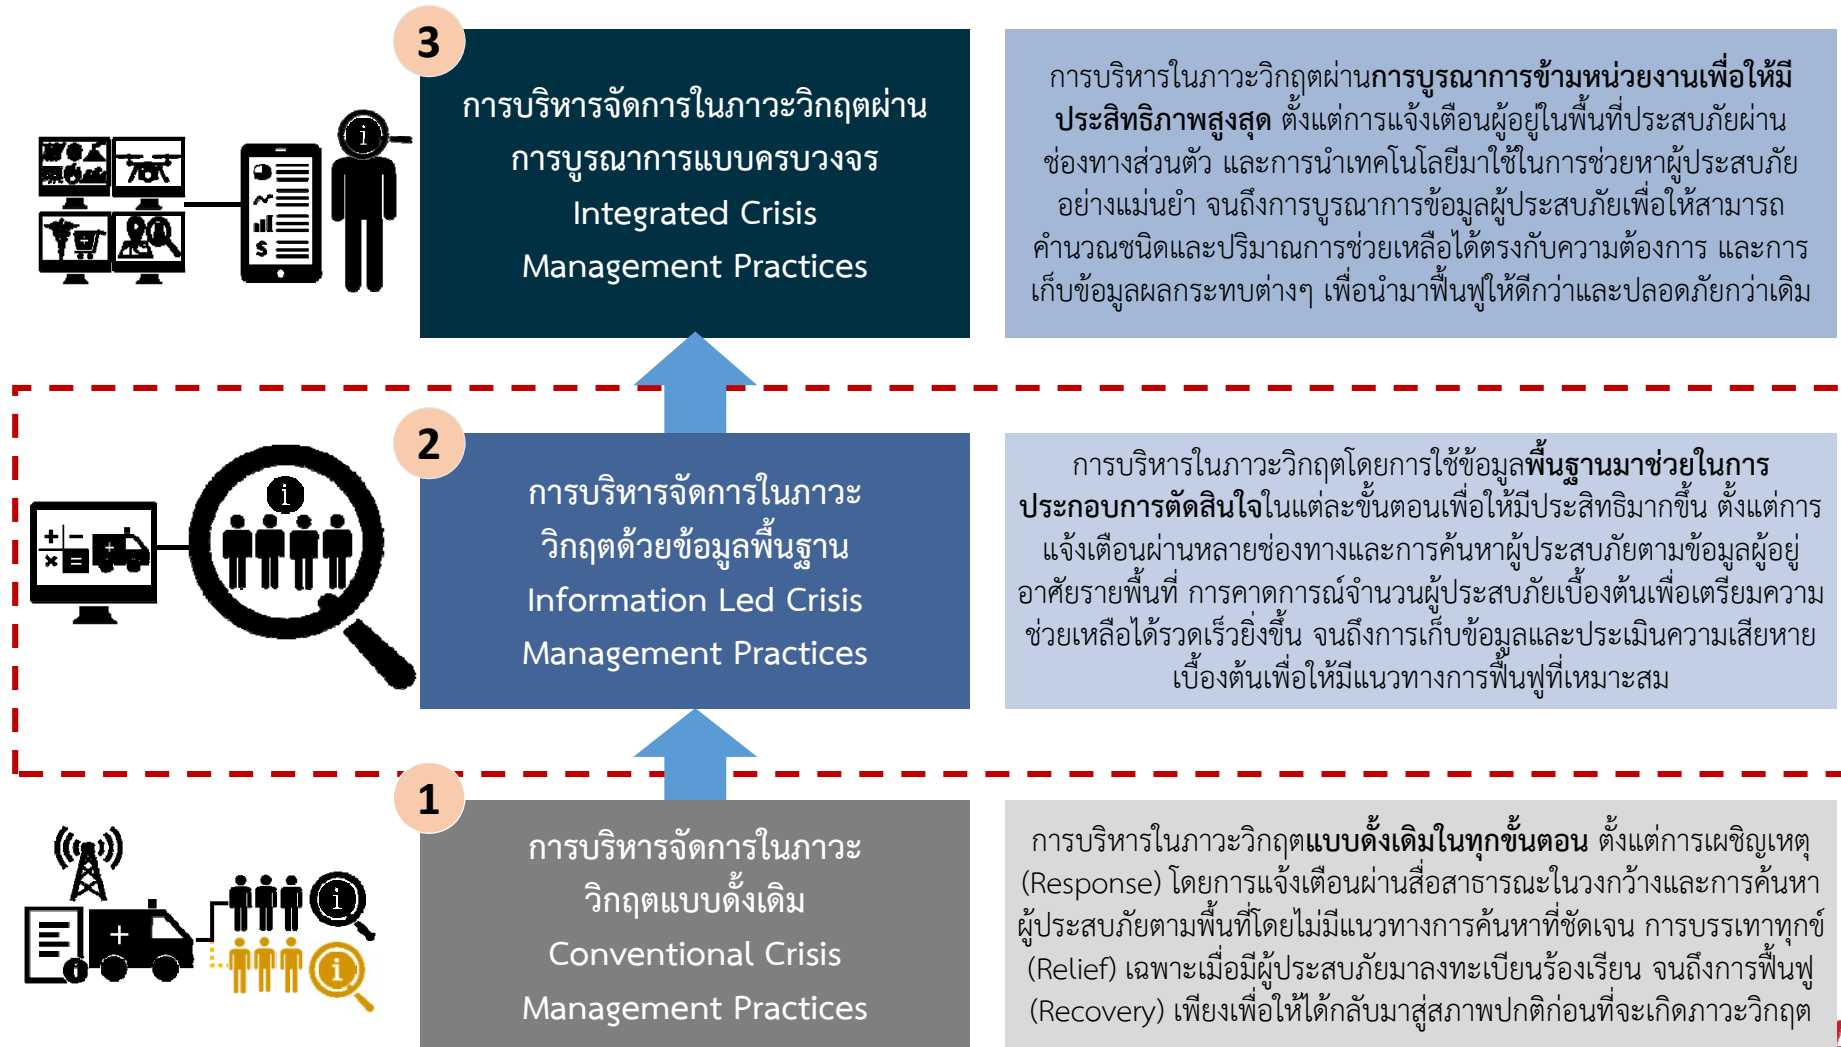 3
การบริหารจัดการในภาวะวิกฤตผ่าน
การบูรณาการแบบครบวงจร
Integrated Crisis
Management Practices
การบริหารในภาวะวิกฤตผ่านการบูรณาการข้ามหน่วยงานเพื่อให้มี
ประสิทธิภาพสูงสุด ตั้งแต่การแจ้งเตือนผู้อยู่ในพื้นที่ประสบภัยผ่าน
ช่องทางส่วนตัว และการนำเทคโนโลยีมาใช้ในการช่วยหาผู้ประสบภัย
อย่างแม่นยำ จนถึงการบูรณาการข้อมูลผู้ประสบภัยเพื่อให้สามารถ
คำนวณชนิดและปริมาณการช่วยเหลือได้ตรงกับความต้องการ และการ
เก็บข้อมูลผลกระทบต่างๆ เพื่อนำมาฟื้นฟูให้ดีกว่าและปลอดภัยกว่าเดิม
2
การบริหารจัดการในภาวะ
วิกฤตด้วยข้อมูลพื้นฐาน
Information Led Crisis
Management Practices
การบริหารในภาวะวิกฤตโดยการใช้ข้อมูลพื้นฐานมาช่วยในการ
ประกอบการตัดสินใจในแต่ละขั้นตอนเพื่อให้มีประสิทธิมากขึ้น ตั้งแต่การ
แจ้งเตือนผ่านหลายช่องทางและการค้นหาผู้ประสบภัยตามข้อมูลผู้อยู่
อาศัยรายพื้นที่ การคาดการณ์จำนวนผู้ประสบภัยเบื้องต้นเพื่อเตรียมความ
ช่วยเหลือได้รวดเร็วยิ่งขึ้น จนถึงการเก็บข้อมูลและประเมินความเสียหาย
เบื้องต้นเพื่อให้มีแนวทางการฟื้นฟูที่เหมาะสม
1
การบริหารจัดการในภาวะ
วิกฤตแบบดั้งเดิม
Conventional Crisis
Management Practices
การบริหารในภาวะวิกฤตแบบดั้งเดิมในทุกขั้นตอน ตั้งแต่การเผชิญเหตุ
(Response) โดยการแจ้งเตือนผ่านสื่อสาธารณะในวงกว้างและการค้นหา
ผู้ประสบภัยตามพื้นที่โดยไม่มีแนวทางการค้นหาที่ชัดเจน การบรรเทาทุกข์
(Relief) เฉพาะเมื่อมีผู้ประสบภัยมาลงทะเบียนร้องเรียน จนถึงการฟื้นฟู
(Recovery) เพียงเพื่อให้ได้กลับมาสู่สภาพปกติก่อนที่จะเกิดภาวะวิกฤต